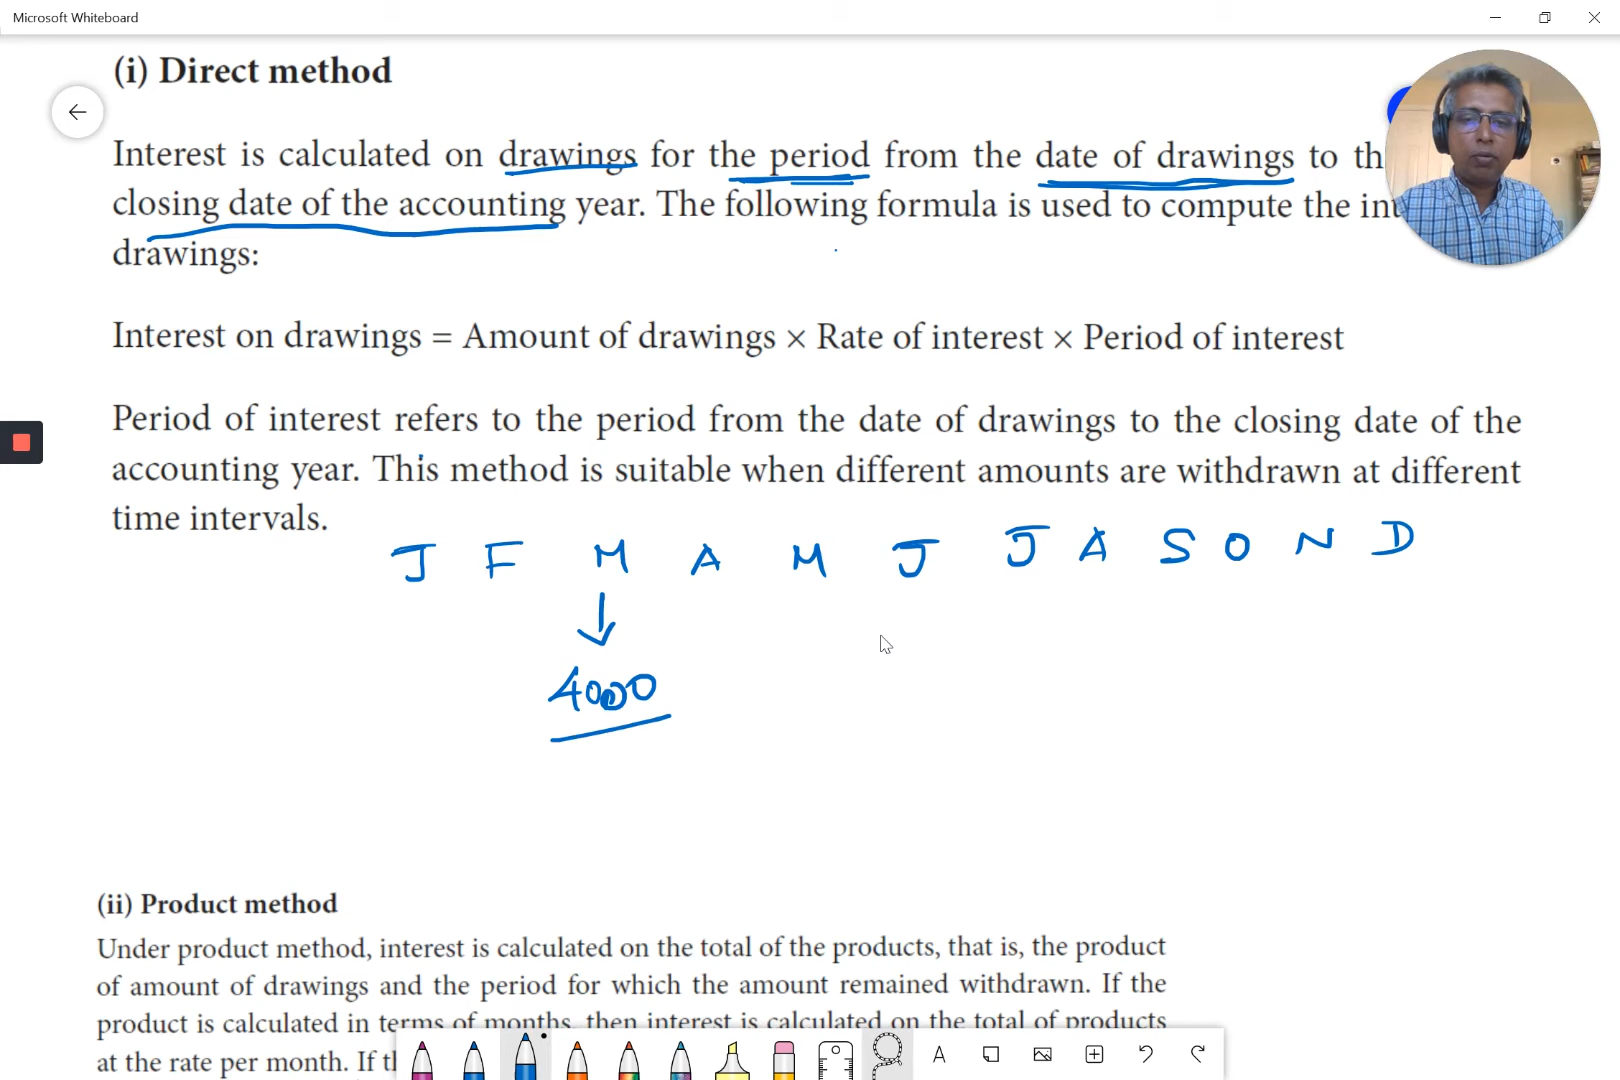 Microsoft Whiteboard
(i) Direct method
Interest is calculated on drawings for the period from the date of drawings to th
closing date of the accounting year. The following formula is used to compute the int
drawings:
Interest on drawings = Amount of drawings × Rate of interest × Period of interest
Period of interest refers to the period from the date of drawings to the closing date of the
accounting year. This method is suitable when different amounts are withdrawn at different
time intervals.
J F M A M J J A S O N D
4000
(ii) Product method
Under product method, interest is calculated on the total of the products, that is, the product
of amount of drawings and the period for which the amount remained withdrawn. If the
product is calculated in terms of months, then interest is calculated on the total of products
at the rate per month. If
A